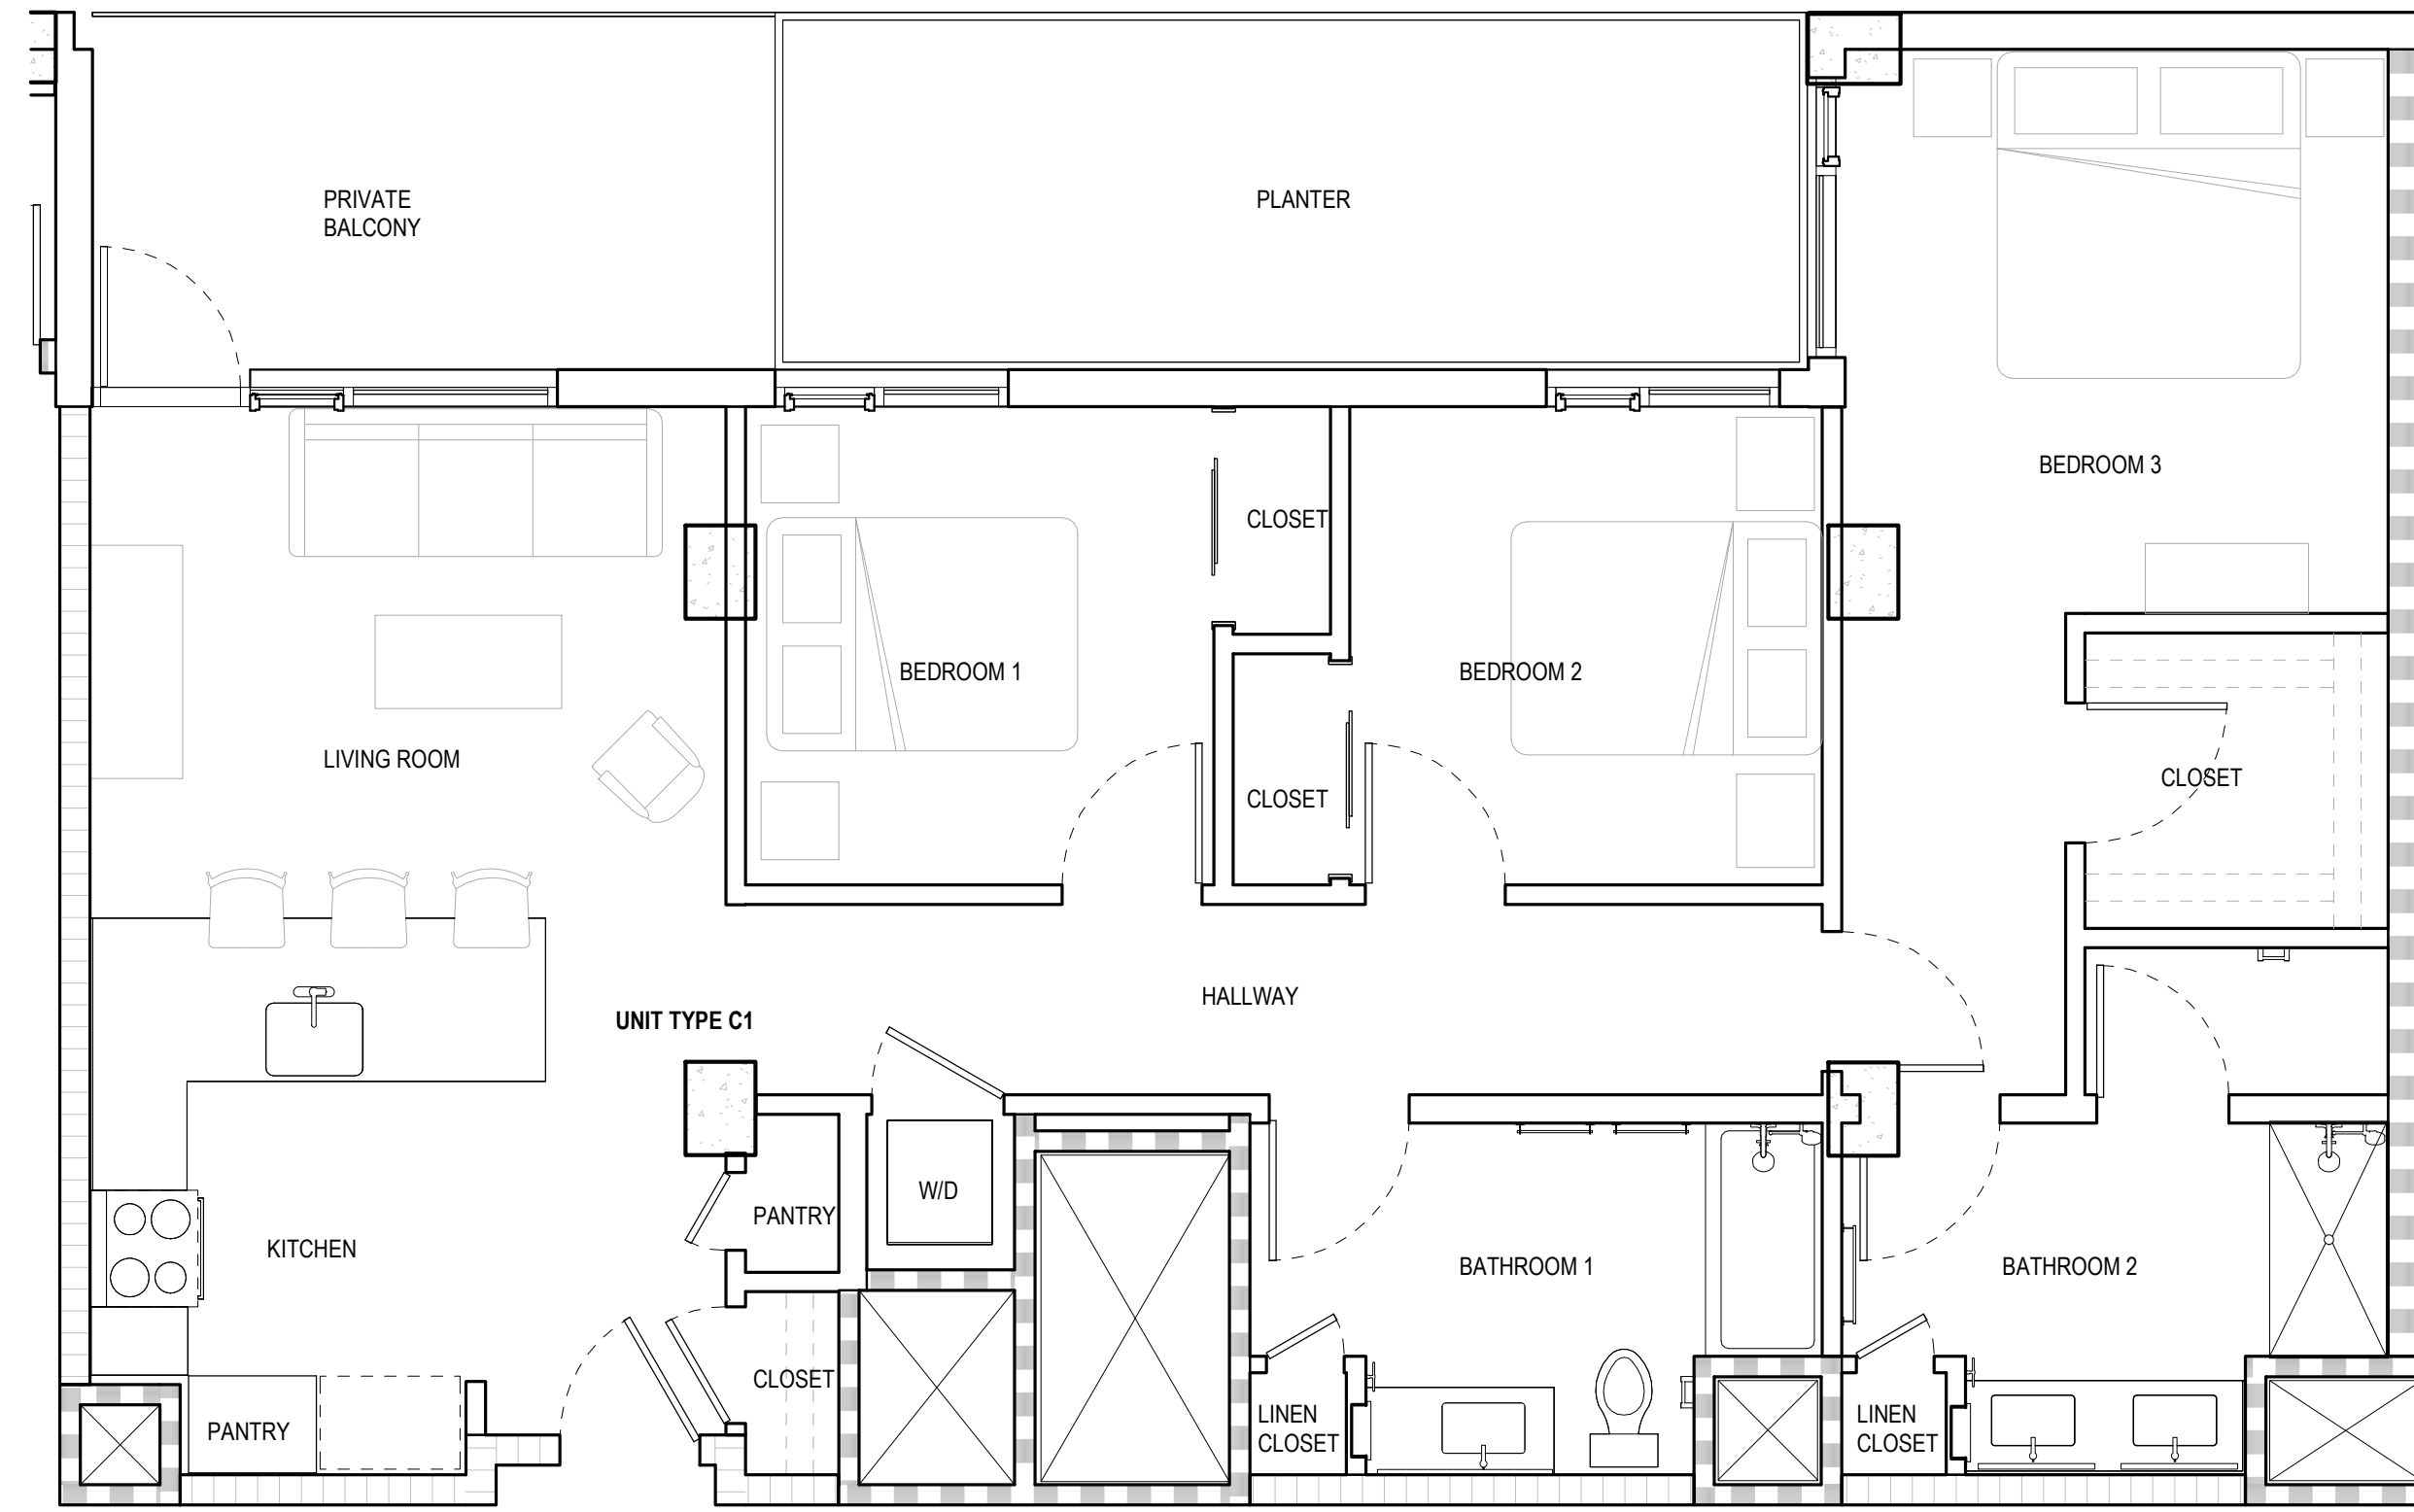 PRIVATE
BALCONY
PLANTER
BEDROOM 3
CLOSET
BEDROOM 1
BEDROOM 2
LIVING ROOM
CLOSET
CLOSET
HALLWAY
UNIT TYPE C1
W/D
PANTRY
KITCHEN
BATHROOM 1
BATHROOM 2
CLOSET
PANTRY
LINEN
CLOSET
LINEN
CLOSET